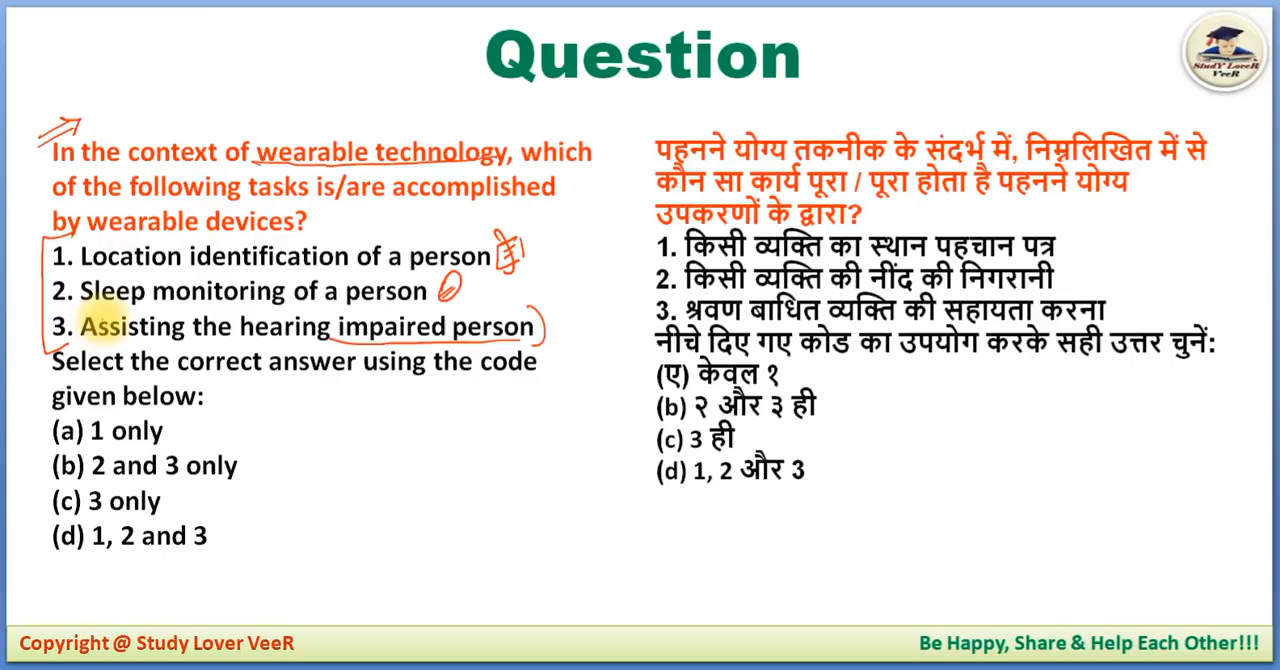 Question
StudY LoveR
VeeR
In the context of wearable technology, which
of the following tasks is/are accomplished
by wearable devices?
1. Location identification of a person
2. Sleep monitoring of a person
3. Assisting the hearing impaired person
Select the correct answer using the code
given below:
(a) 1 only
(b) 2 and 3 only
(c) 3 only
(d) 1, 2 and 3
पहनने योग्य तकनीक के संदर्भ में, निम्नलिखित में से
कौन सा कार्य पूरा / पूरा होता है पहनने योग्य
उपकरणों के द्वारा?
1. किसी व्यक्ति का स्थान पहचान पत्र
2. किसी व्यक्ति की नींद की निगरानी
3. श्रवण बाधित व्यक्ति की सहायता करना
नीचे दिए गए कोड का उपयोग करके सही उत्तर चुनें:
(ए) केवल १
(b) २ और ३ ही
(c) 3 ही
(d) 1, 2 और 3
Copyright @ Study Lover VeeR
Be Happy, Share & Help Each Other!!!